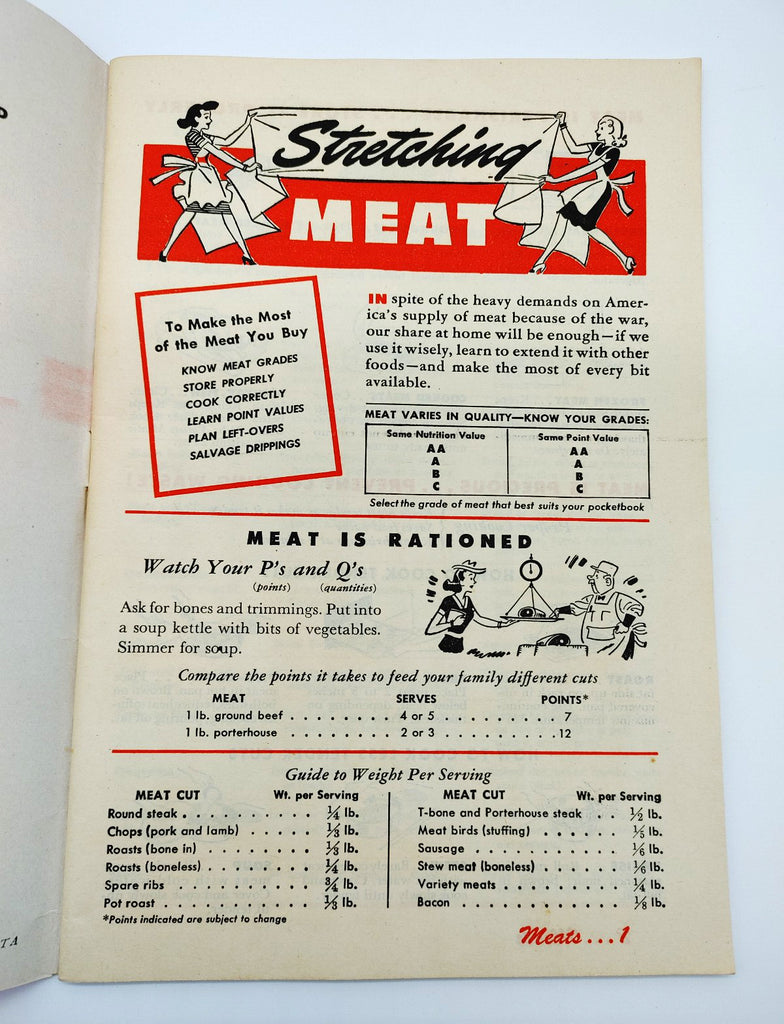 Stretching
MEAT
To Make the Most
of the Meat You Buy
KNOW MEAT GRADES
STORE PROPERLY
COOK CORRECTLY
LEARN POINT VALUES
PLAN LEFT-OVERS
SALVAGE DRIPPINGS
IN spite of the heavy demands on Amer-
ica's supply of meat because of the war,
our share at home will be enough—if we
use it wisely, learn to extend it with other
foods—and make the most of every bit
available.
MEAT VARIES IN QUALITY—KNOW YOUR GRADES:
Same Nutrition Value Same Point Value
AA AA
A A
B B
C C
Select the grade of meat that best suits your pocketbook
MEAT IS RATIONED
Watch Your P's and Q's
(points) (quantities)
Ask for bones and trimmings. Put into
a soup kettle with bits of vegetables.
Simmer for soup.
Compare the points it takes to feed your family different cuts
MEAT SERVES POINTS*
1 lb. ground beef . . . . . . . . 4 or 5 . . . . . . . . . 7
1 lb. porterhouse . . . . . . . . 2 or 3 . . . . . . . . . 12
Guide to Weight Per Serving
MEAT CUT Wt. per Serving
Round steak . . . . . . . . . . ¼ lb.
Chops (pork and lamb) . . . . . ⅓ lb.
Roasts (bone in) . . . . . . . . ⅓ lb.
Roasts (boneless) . . . . . . . . ¼ lb.
Spare ribs . . . . . . . . . . ¾ lb.
Pot roast . . . . . . . . . . . ⅓ lb.
MEAT CUT Wt. per Serving
T-bone and Porterhouse steak . . ½ lb.
Meat birds (stuffing) . . . . . . ⅕ lb.
Sausage . . . . . . . . . . . ⅙ lb.
Stew meat (boneless) . . . . . . ⅙ lb.
Variety meats . . . . . . . . . ¼ lb.
Bacon . . . . . . . . . . . . ⅛ lb.
*Points indicated are subject to change
Meats...1